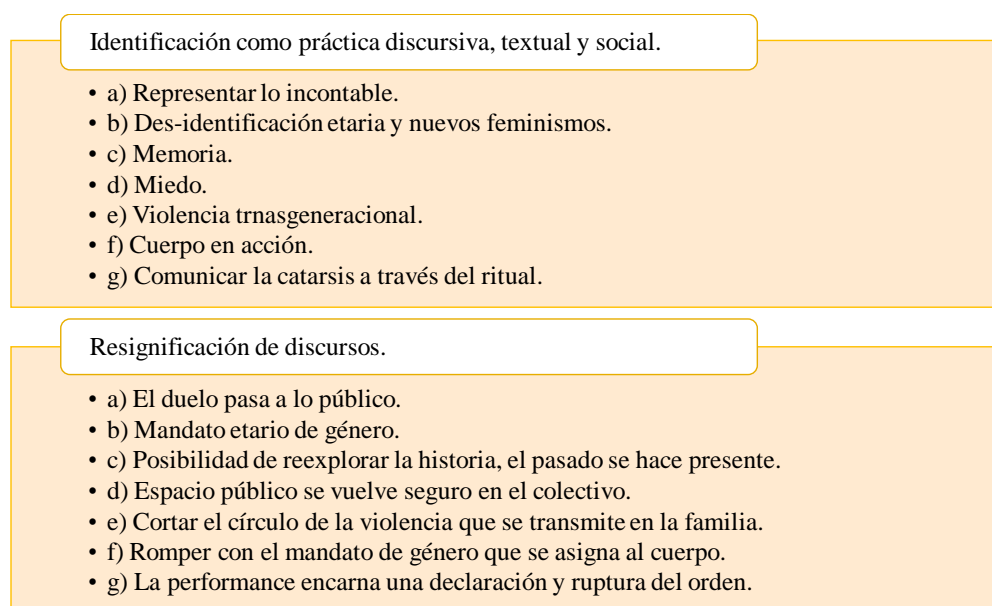 Identificación como práctica discursiva, textual y social.
• a) Representar lo incontable.
• b) Des-identificación etaria y nuevos feminismos.
• c) Memoria.
• d) Miedo.
• e) Violencia trnasgeneracional.
• f) Cuerpo en acción.
• g) Comunicar la catarsis a través del ritual.
Resignificación de discursos.
• a) El duelo pasa a lo público.
• b) Mandato etario de género.
• c) Posibilidad de reexplorar la historia, el pasado se hace presente.
• d) Espacio público se vuelve seguro en el colectivo.
• e) Cortar el círculo de la violencia que se transmite en la familia.
• f) Romper con el mandato de género que se asigna al cuerpo.
• g) La performance encarna una declaración y ruptura del orden.